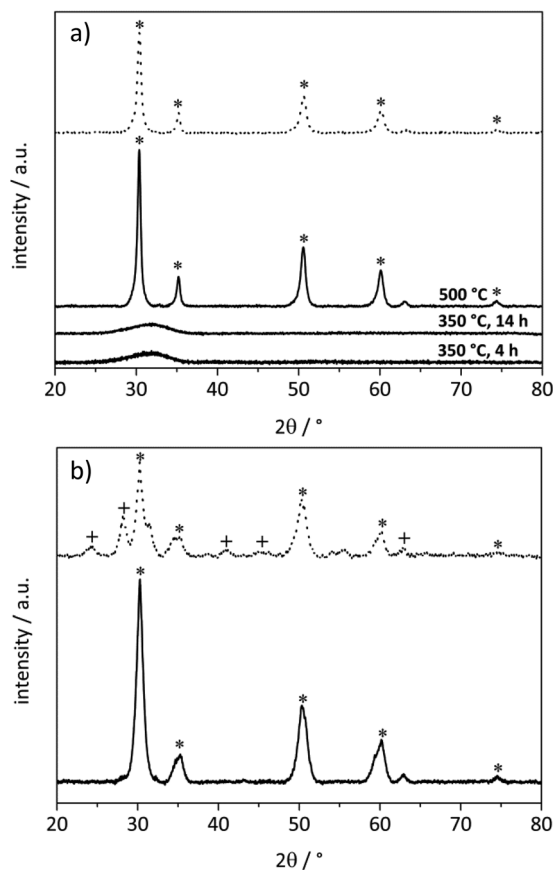 a)
* * * * *
* * * * *
500 °C
350 °C, 14 h
350 °C, 4 h
intensity / a.u.
20 30 40 50 60 70 80
2θ / °
b)
+ + * * + + * * + *
* * * * *
intensity / a.u.
20 30 40 50 60 70 80
2θ / °